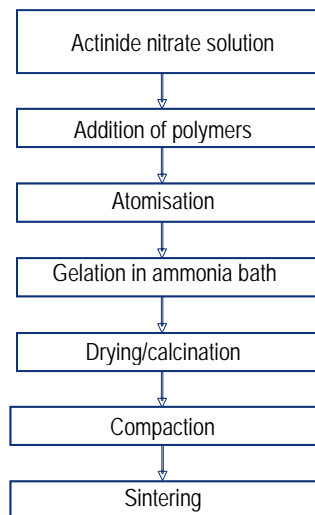 Actinide nitrate solution
Addition of polymers
Atomisation
Gelation in ammonia bath
Drying/calcination
Compaction
Sintering